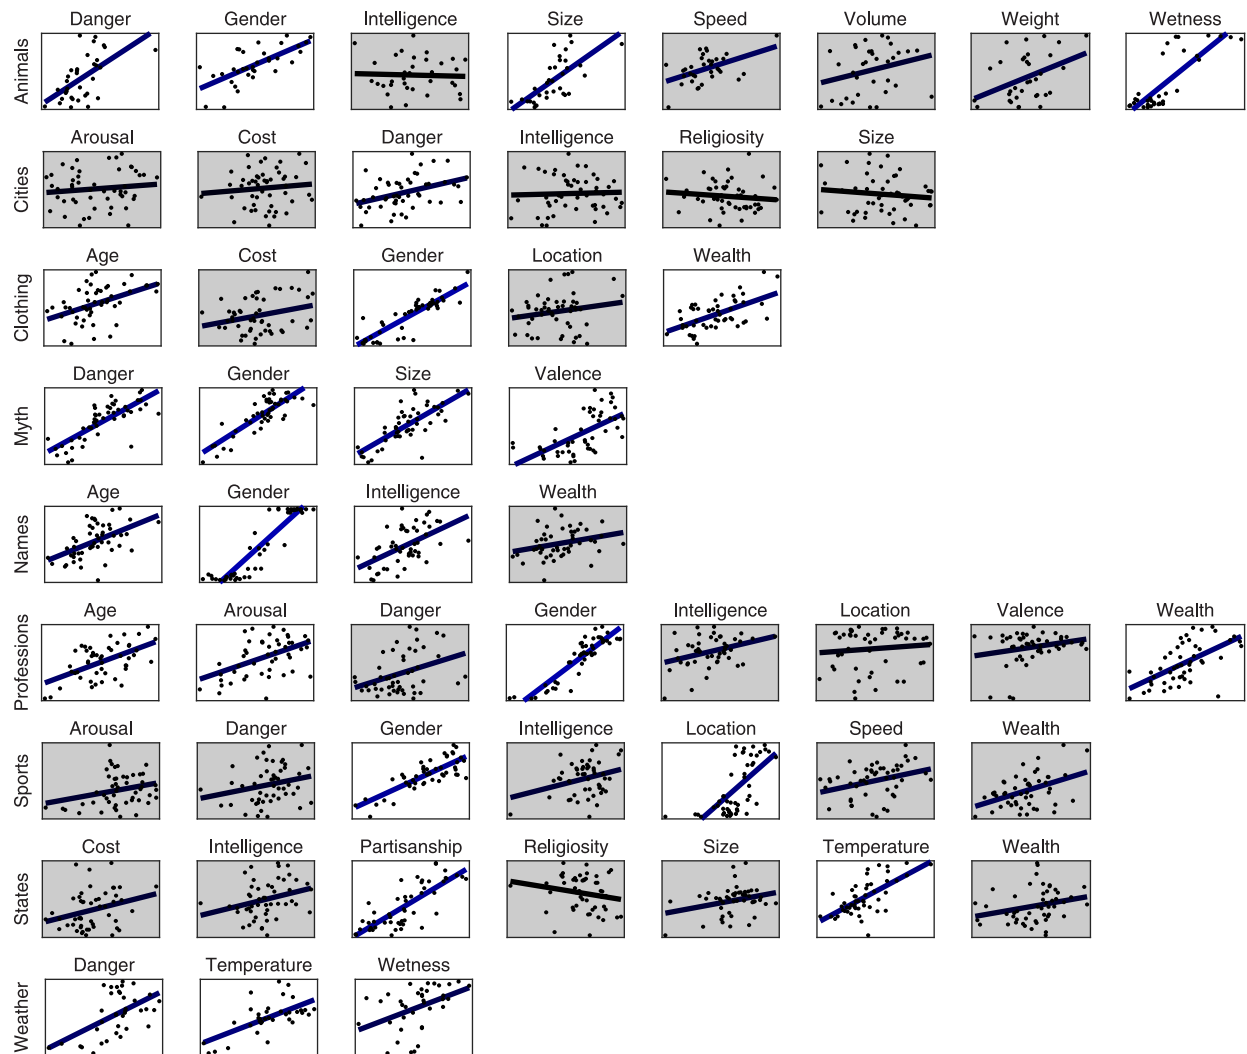 Danger Gender Intelligence Size Speed Volume Weight Wetness
Animals
Arousal Cost Danger Intelligence Religiosity Size
Cities
Age Cost Gender Location Wealth
Clothing
Danger Gender Size Valence
Myth
Age Gender Intelligence Wealth
Names
Age Arousal Danger Gender Intelligence Location Valence Wealth
Professions
Arousal Danger Gender Intelligence Location Speed Wealth
Sports
Cost Intelligence Partisanship Religiosity Size Temperature Wealth
States
Danger Temperature Wetness
Weather